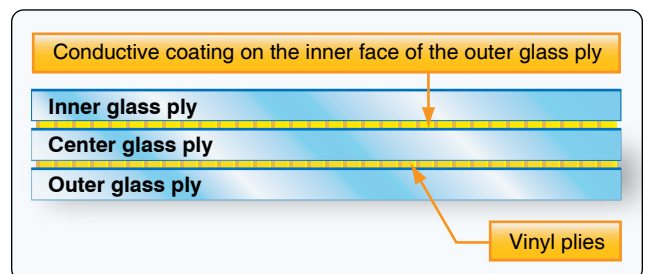 Conductive coating on the inner face of the outer glass ply
Inner glass ply
Center glass ply
Outer glass ply
Vinyl plies